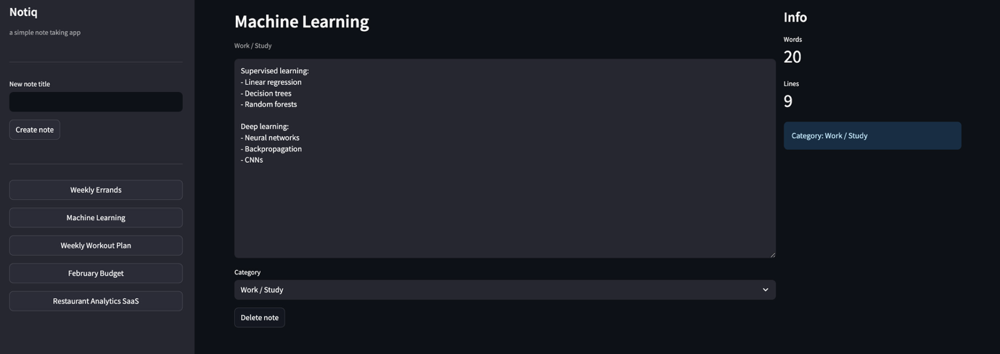 Notiq
a simple note taking app
New note title
Create note
Weekly Errands
Machine Learning
Weekly Workout Plan
February Budget
Restaurant Analytics SaaS
Machine Learning
Work / Study
Supervised learning:
- Linear regression
- Decision trees
- Random forests
Deep learning:
- Neural networks
- Backpropagation
- CNNs
Category
Work / Study
Delete note
Info
Words
20
Lines
9
Category: Work / Study